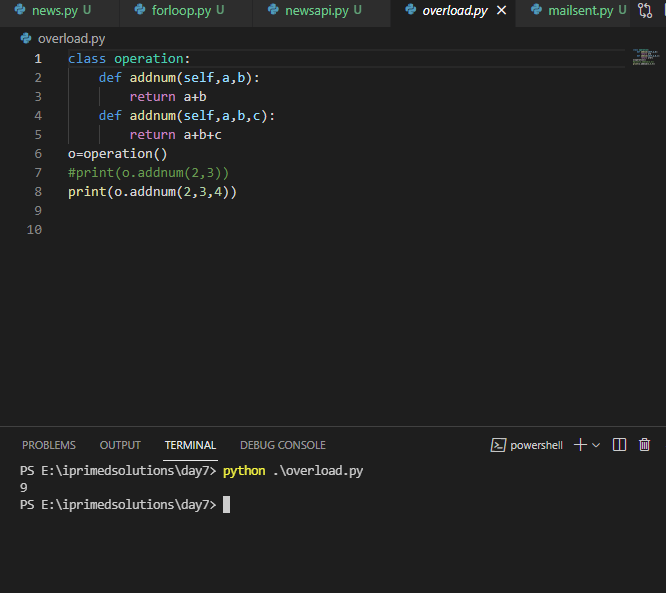 news.py U forloop.py U newsapi.py U overload.py mailsent.py U
overload.py
1 class operation:
2     def addnum(self,a,b):
3         return a+b
4     def addnum(self,a,b,c):
5         return a+b+c
6 o=operation()
7 #print(o.addnum(2,3))
8 print(o.addnum(2,3,4))
9
10
PROBLEMS OUTPUT TERMINAL DEBUG CONSOLE powershell
PS E:\iprimedsolutions\day7> python .\overload.py
9
PS E:\iprimedsolutions\day7>